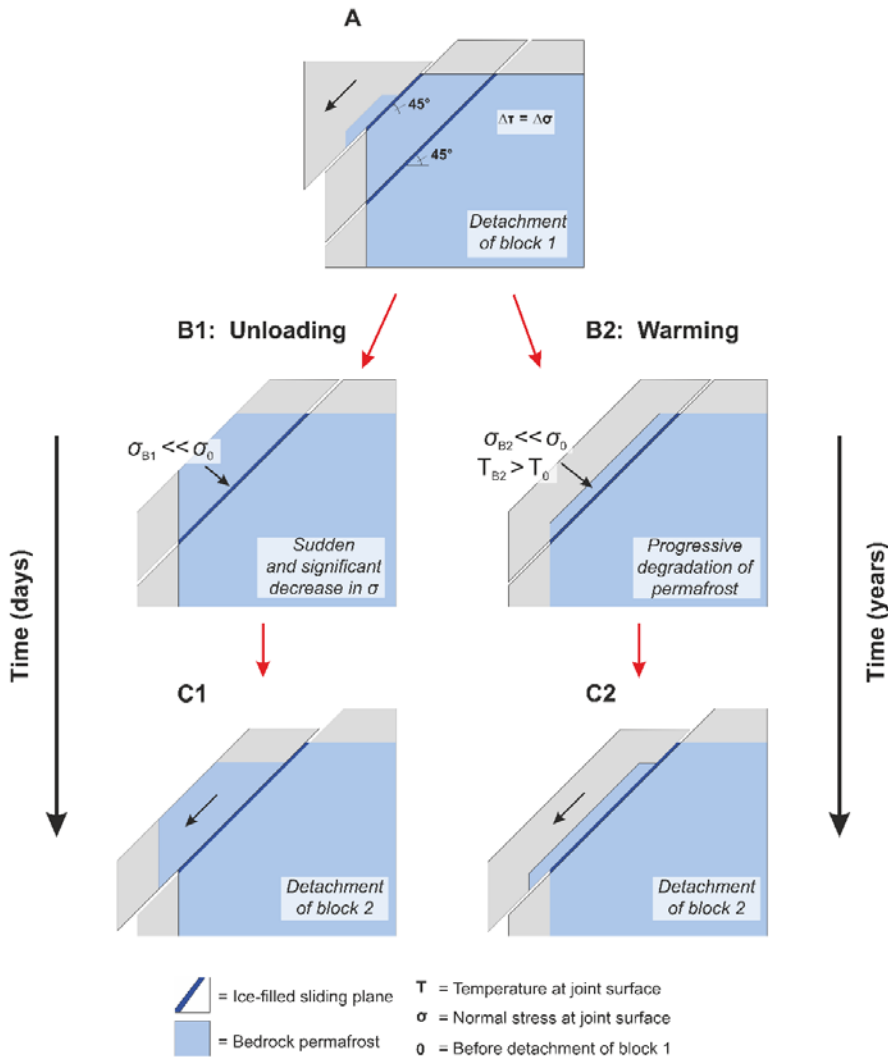 A
45°
Δτ = Δσ
45°
Detachment
of block 1
B1: Unloading
B2: Warming
σB1 << σ0
σB2 << σ0
TB2 > T0
Sudden
and significant
decrease in σ
Progressive
degradation of
permafrost
Time (days)
Time (years)
C1
C2
Detachment
of block 2
Detachment
of block 2
= Ice-filled sliding plane
= Bedrock permafrost
T = Temperature at joint surface
σ = Normal stress at joint surface
0 = Before detachment of block 1